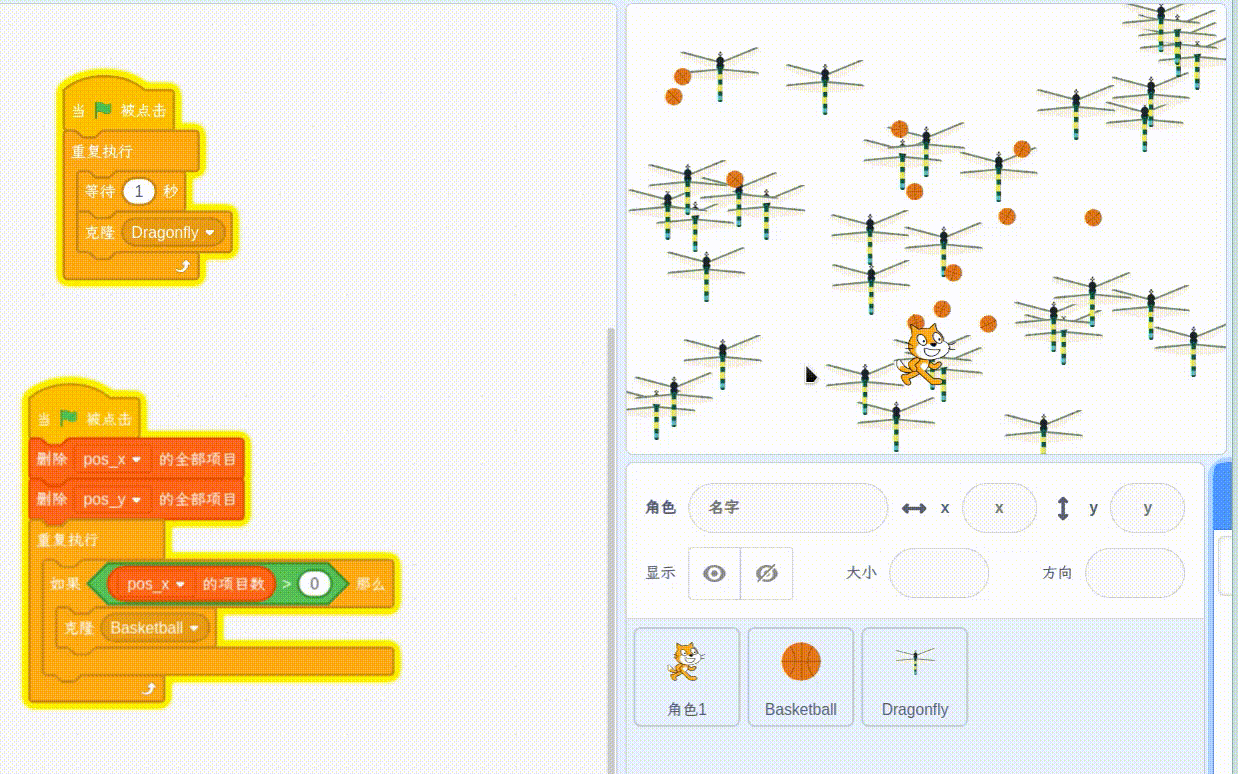 当 被点击
重复执行
等待 1 秒
克隆 Dragonfly
当 被点击
删除 pos_x 的全部项目
删除 pos_y 的全部项目
重复执行
如果 pos_x 的项目数 > 0 那么
克隆 Basketball
角色 名字 x x y y
显示 大小 方向
角色1 Basketball Dragonfly